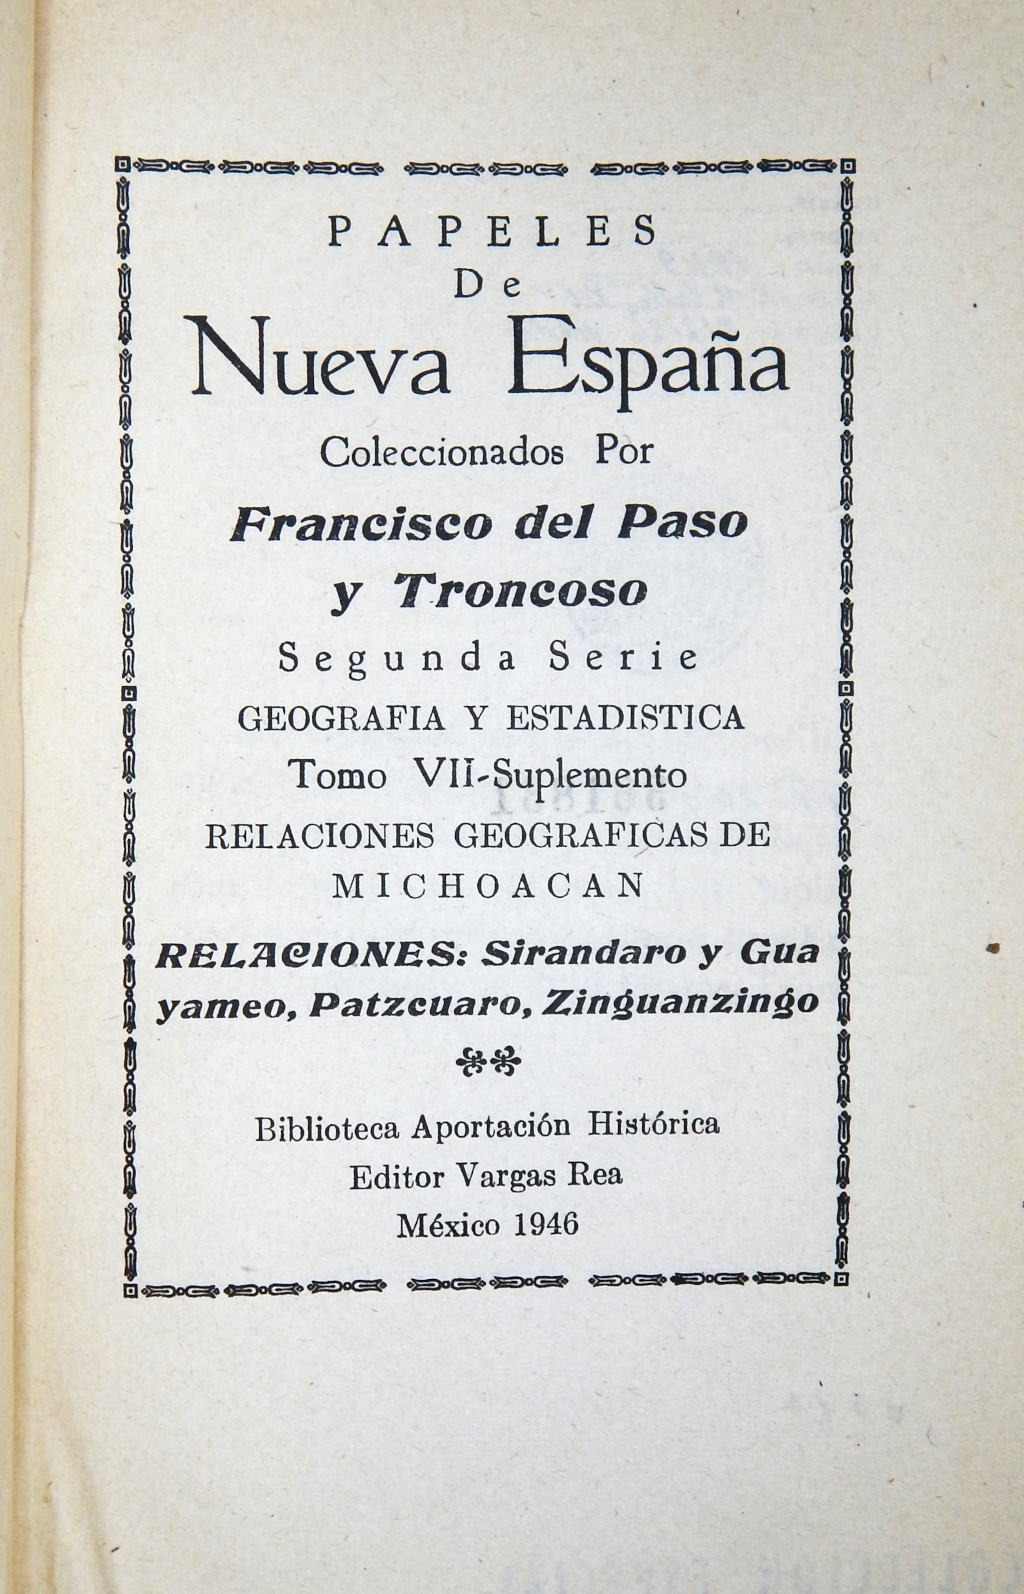 PAPELES
De
Nueva España
Coleccionados Por
Francisco del Paso
y Troncoso
Segunda Serie
GEOGRAFIA Y ESTADISTICA
Tomo VII-Suplemento
RELACIONES GEOGRAFICAS DE
MICHOACAN
RELACIONES: Sirandaro y Gua
yameo, Patzcuaro, Zinguanzingo
Biblioteca Aportación Histórica
Editor Vargas Rea
México 1946